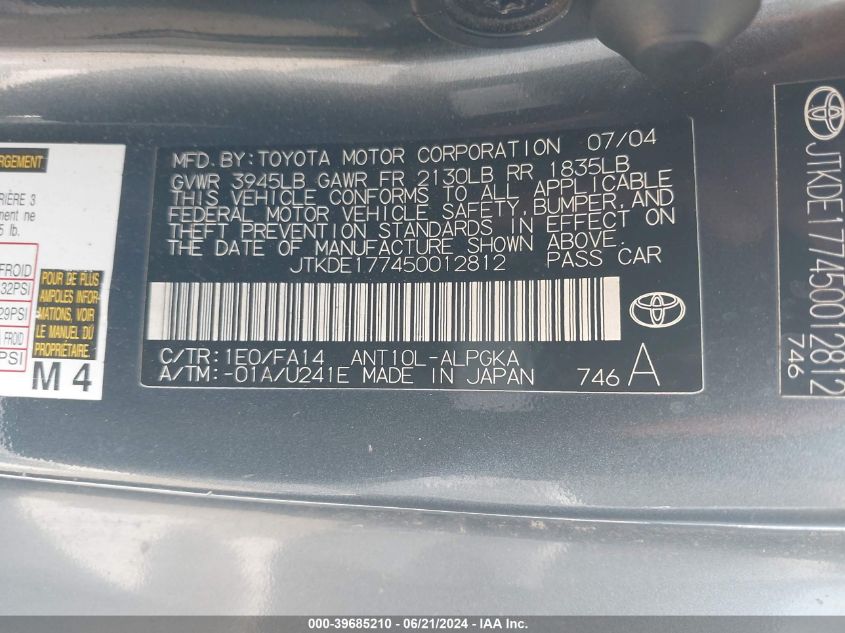 MFD. BY: TOYOTA MOTOR CORPORATION 07/04
GVWR 3945LB GAWR FR 2130LB RR 1835LB
THIS VEHICLE CONFORMS TO ALL APPLICABLE
FEDERAL MOTOR VEHICLE SAFETY, BUMPER, AND
THEFT PREVENTION STANDARDS IN EFFECT ON
THE DATE OF MANUFACTURE SHOWN ABOVE.
JTKDE177450012812 PASS CAR
C/TR: 1E0/FA14 ANT10L-ALPGKA
A/TM: -01A/U241E MADE IN JAPAN 746 A
RGEMENT
RIÈRE 3
ment ne
5 lb.
FROID
32PSI
29PSI
FROID
PSI
POUR DE PLUS
AMPLES INFOR-
MATIONS, VOIR
LE MANUEL DU
PROPRIETAIRE
M 4
JTKDE177450012812
746
000-39685210 - 06/21/2024 - IAA Inc.